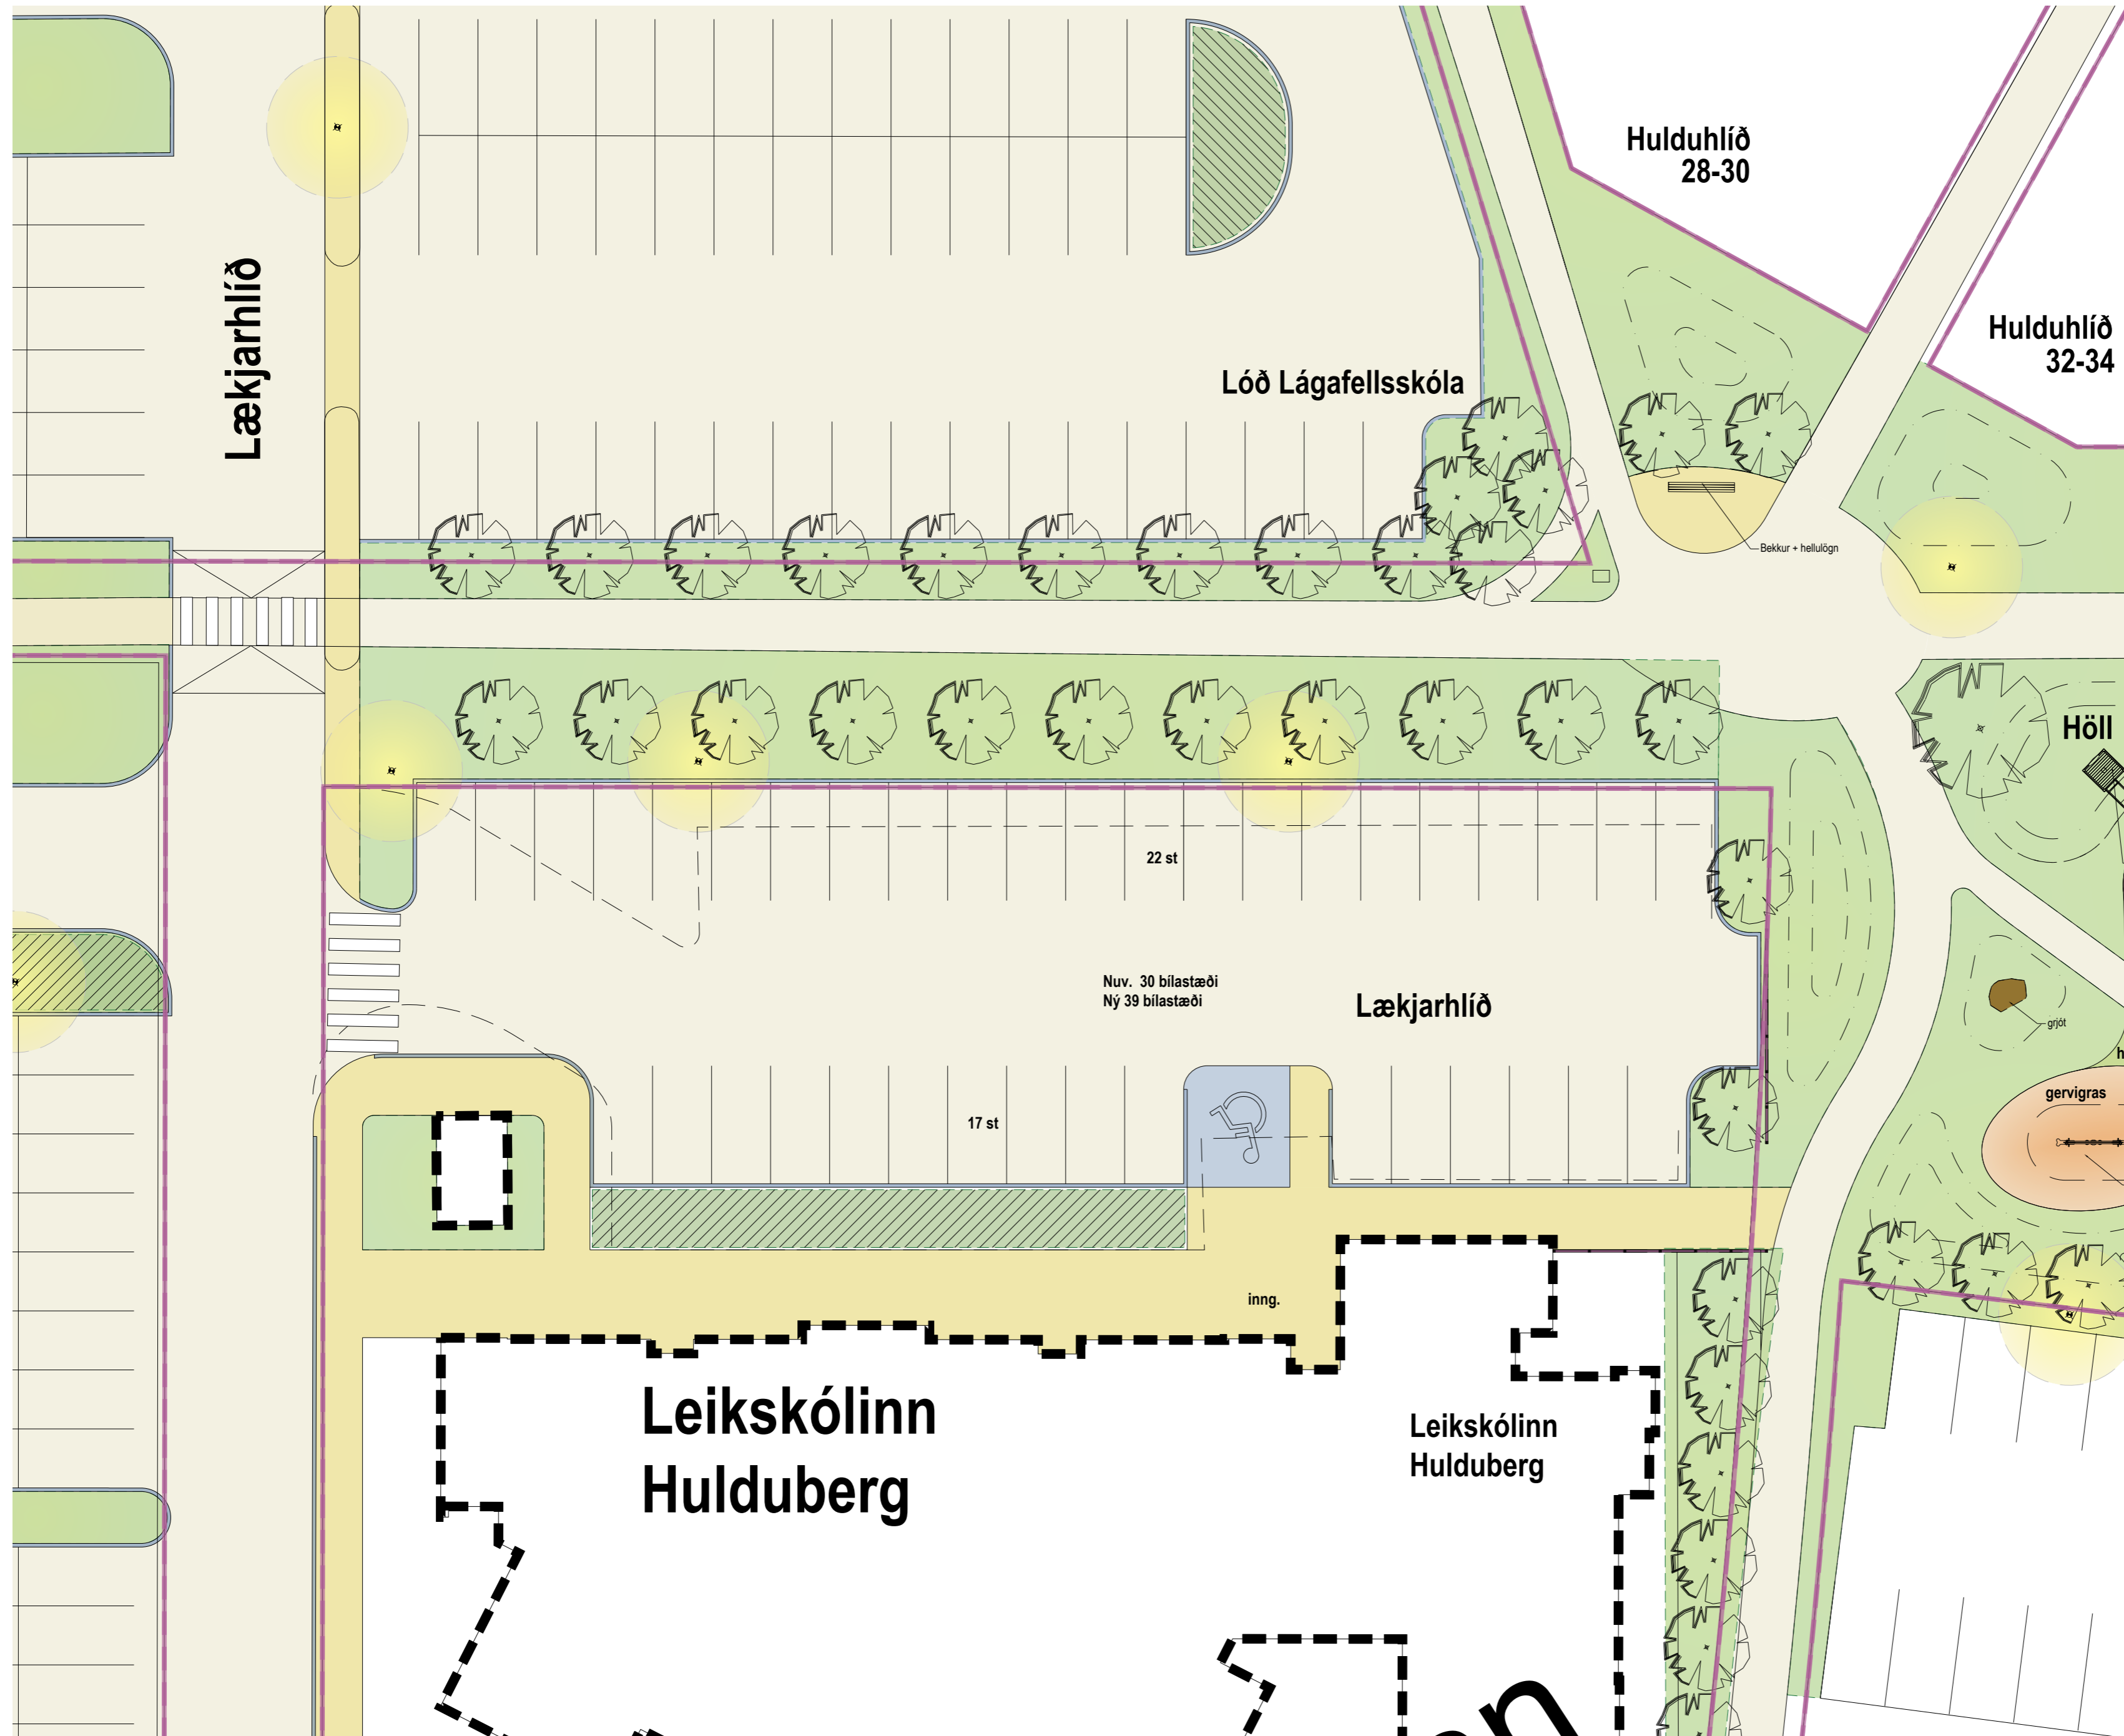 Hulduhlíð
28-30
Lækjarhlíð
Hulduhlíð
32-34
Lóð Lágafellsskóla
Bekkur + hellulögn
Höll
22 st
Nuv. 30 bílastæði
Ný 39 bílastæði
Lækjarhlíð
grjót
h
gervigras
17 st
inng.
Leikskólinn
Hulduberg
Leikskólinn
Hulduberg
nn